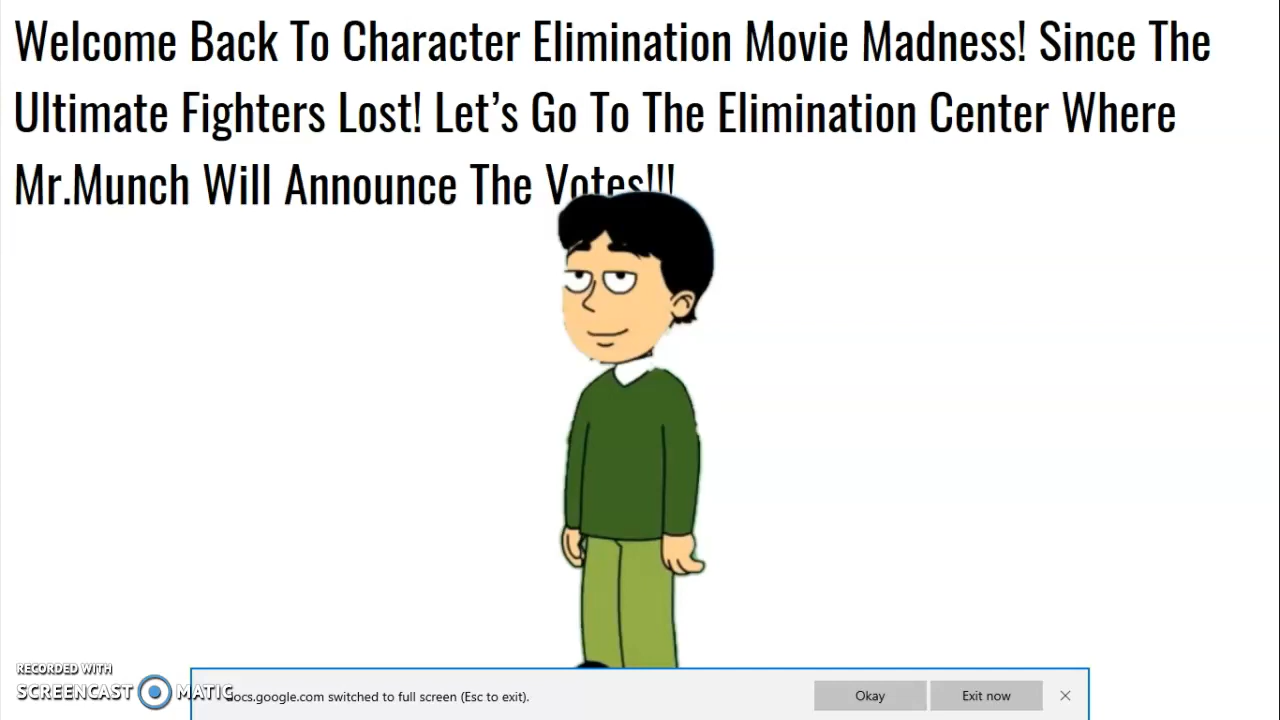 Welcome Back To Character Elimination Movie Madness! Since The
Ultimate Fighters Lost! Let’s Go To The Elimination Center Where
Mr.Munch Will Announce The Votes!!!
RECORDED WITH
SCREENCAST MATIC
docs.google.com switched to full screen (Esc to exit).
Okay
Exit now